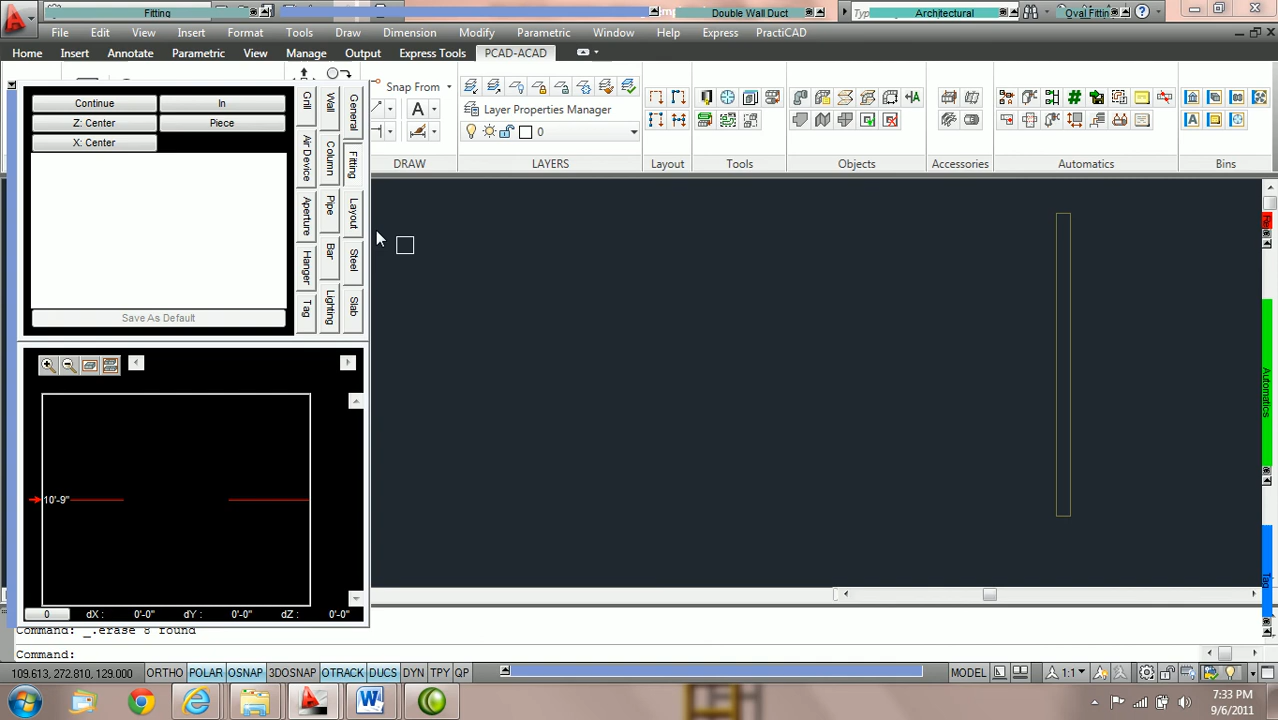 Fitting
Double Wall Duct
Typ
Architectural
Oval Fittin
File Edit View Insert Format Tools Draw Dimension Modify Parametric Window Help Express PractiCAD
Home Insert Annotate Parametric View Manage Output Express Tools PCAD-ACAD
Continue In
Z: Center Piece
X: Center
Save As Default
Grill
Air Device
Aperture
Hanger
Tag
Wall
Column
Pipe
Bar
Lighting
General
Fitting
Layout
Steel
Slab
Snap From
A
Layer Properties Manager
0
DRAW LAYERS Layout Tools Objects Accessories Automatics Bins
10'-9"
0 dX : 0'-0" dY : 0'-0" dZ : 0'-0"
Automatics
Command: _.erase 8 found
Command:
109.613, 272.810, 129.000 ORTHO POLAR OSNAP 3DOSNAP OTRACK DUCS DYN TPY QP MODEL 1:1
7:33 PM
9/6/2011